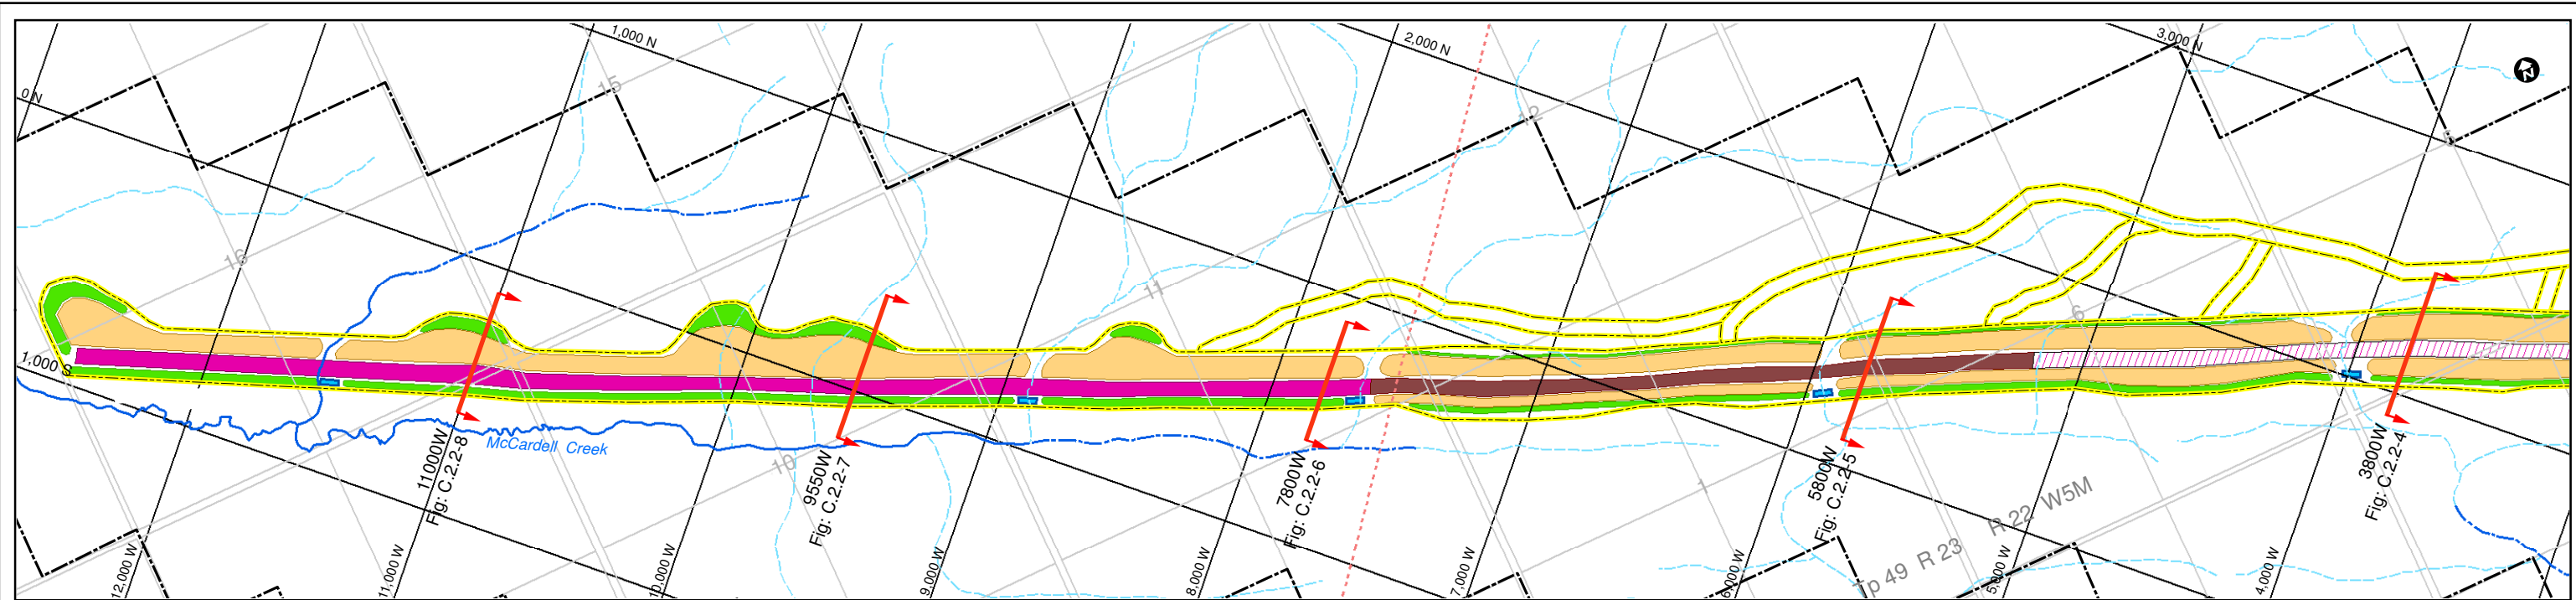 1,000 N
2,000 N
3,000 N
N
0 N
15
12
5
16
11
6
1,000 S
McCardell Creek
10
1
11000W
Fig: C.2.2-8
9550W
Fig: C.2.2-7
7800W
Fig: C.2.2-6
5800W
Fig: C.2.2-5
3800W
Fig: C.2.2-4
R 22 W5M
Tp 49 R 23
12,000 W
11,000 W
10,000 W
9,000 W
8,000 W
7,000 W
6,000 W
5,000 W
4,000 W